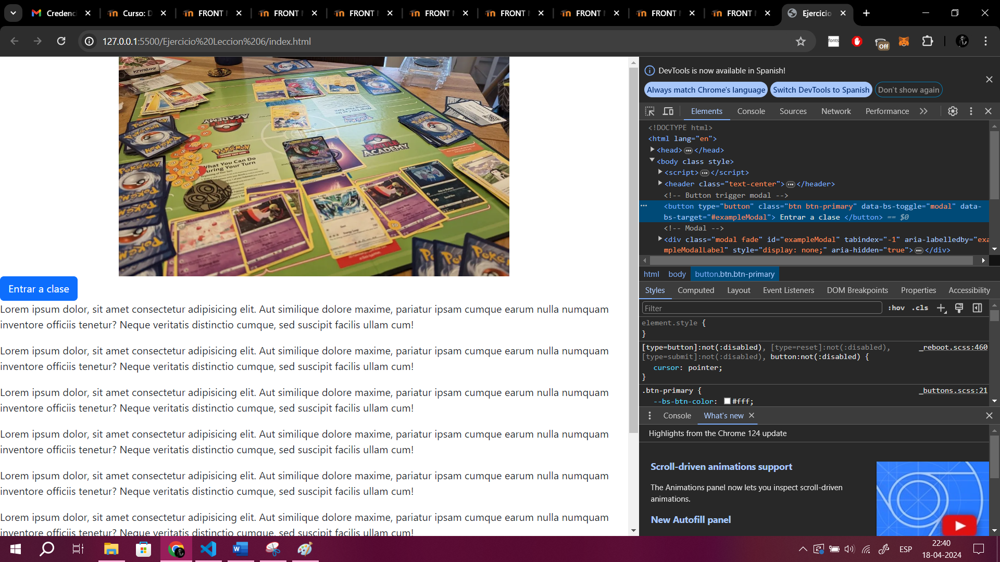 Credenc
Curso: D
FRONT
FRONT
FRONT
FRONT
FRONT
FRONT
FRONT
FRONT
Ejercicio
127.0.0.1:5500/Ejercicio%20Leccion%206/index.html
fonts
Off
RAYQUAZA
BATTLE
ACADEMY
What You Can Do
During Your Turn
POKÉMON
BATTLE
ACADEMY
POKÉMON
What You Can Do
During Your Turn
Entrar a clase
Lorem ipsum dolor, sit amet consectetur adipisicing elit. Aut similique dolore maxime, pariatur ipsam cumque earum nulla numquam
inventore officiis tenetur? Neque veritatis distinctio cumque, sed suscipit facilis ullam cum!
Lorem ipsum dolor, sit amet consectetur adipisicing elit. Aut similique dolore maxime, pariatur ipsam cumque earum nulla numquam
inventore officiis tenetur? Neque veritatis distinctio cumque, sed suscipit facilis ullam cum!
Lorem ipsum dolor, sit amet consectetur adipisicing elit. Aut similique dolore maxime, pariatur ipsam cumque earum nulla numquam
inventore officiis tenetur? Neque veritatis distinctio cumque, sed suscipit facilis ullam cum!
Lorem ipsum dolor, sit amet consectetur adipisicing elit. Aut similique dolore maxime, pariatur ipsam cumque earum nulla numquam
inventore officiis tenetur? Neque veritatis distinctio cumque, sed suscipit facilis ullam cum!
Lorem ipsum dolor, sit amet consectetur adipisicing elit. Aut similique dolore maxime, pariatur ipsam cumque earum nulla numquam
inventore officiis tenetur? Neque veritatis distinctio cumque, sed suscipit facilis ullam cum!
Lorem ipsum dolor, sit amet consectetur adipisicing elit. Aut similique dolore maxime, pariatur ipsam cumque earum nulla numquam
inventore officiis tenetur? Neque veritatis distinctio cumque, sed suscipit facilis ullam cum!
DevTools is now available in Spanish!
Always match Chrome's language Switch DevTools to Spanish Don't show again
Elements Console Sources Network Performance
<!DOCTYPE html>
<html lang="en">
<head>…</head>
<body class style>
<script>…</script>
<header class="text-center">…</header>
<!-- Button trigger modal -->
<button type="button" class="btn btn-primary" data-bs-toggle="modal" data-
bs-target="#exampleModal"> Entrar a clase </button> == $0
<!-- Modal -->
<div class="modal fade" id="exampleModal" tabindex="-1" aria-labelledby="exa
mpleModalLabel" style="display: none;" aria-hidden="true">…</div>
html body button.btn.btn-primary
Styles Computed Layout Event Listeners DOM Breakpoints Properties Accessibility
Filter :hov .cls
element.style {
}
[type=button]:not(:disabled), [type=reset]:not(:disabled), _reboot.scss:460
[type=submit]:not(:disabled), button:not(:disabled) {
cursor: pointer;
}
.btn-primary { _buttons.scss:21
--bs-btn-color: #fff;
Console What's new
Highlights from the Chrome 124 update
Scroll-driven animations support
The Animations panel now lets you inspect scroll-driven
animations.
New Autofill panel
ESP
22:40
18-04-2024